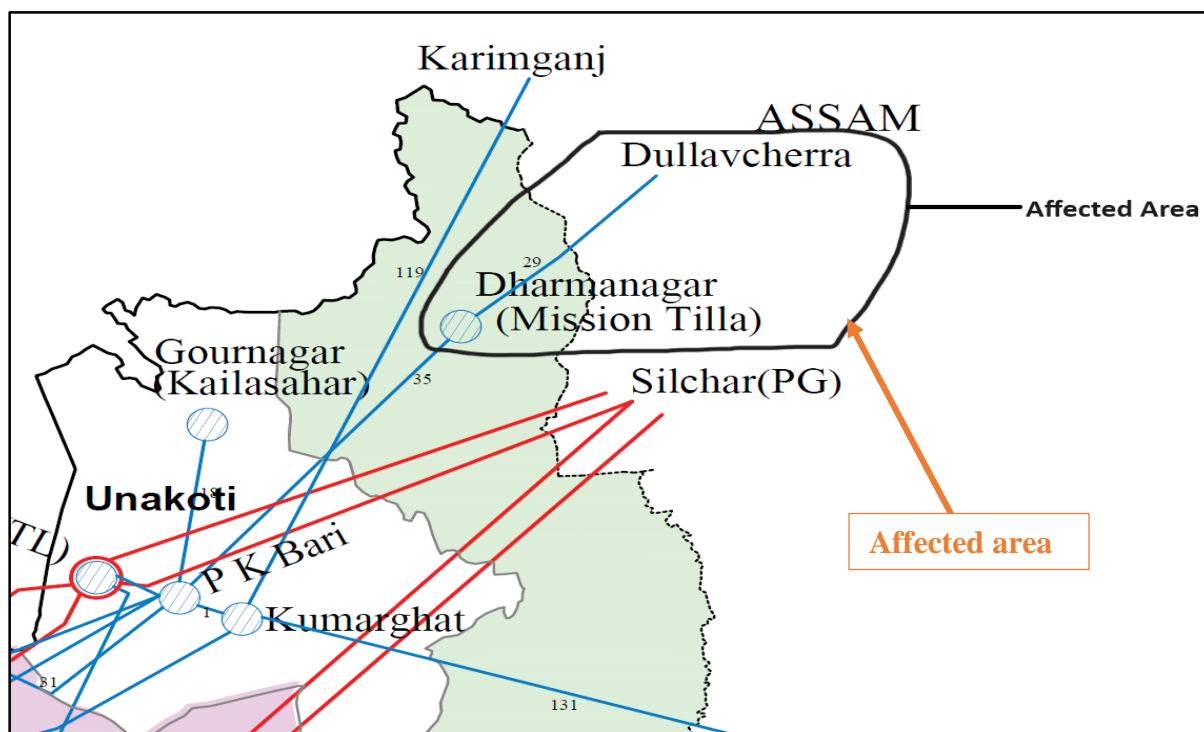 Karimganj
ASSAM
Dullavcherra
Affected Area
29
119
Dharmanagar
(Mission Tilla)
Gournagar
(Kailasahar)
35
Silchar(PG)
18
Unakoti
Affected area
TL)
P K Bari
1
Kumarghat
31
131